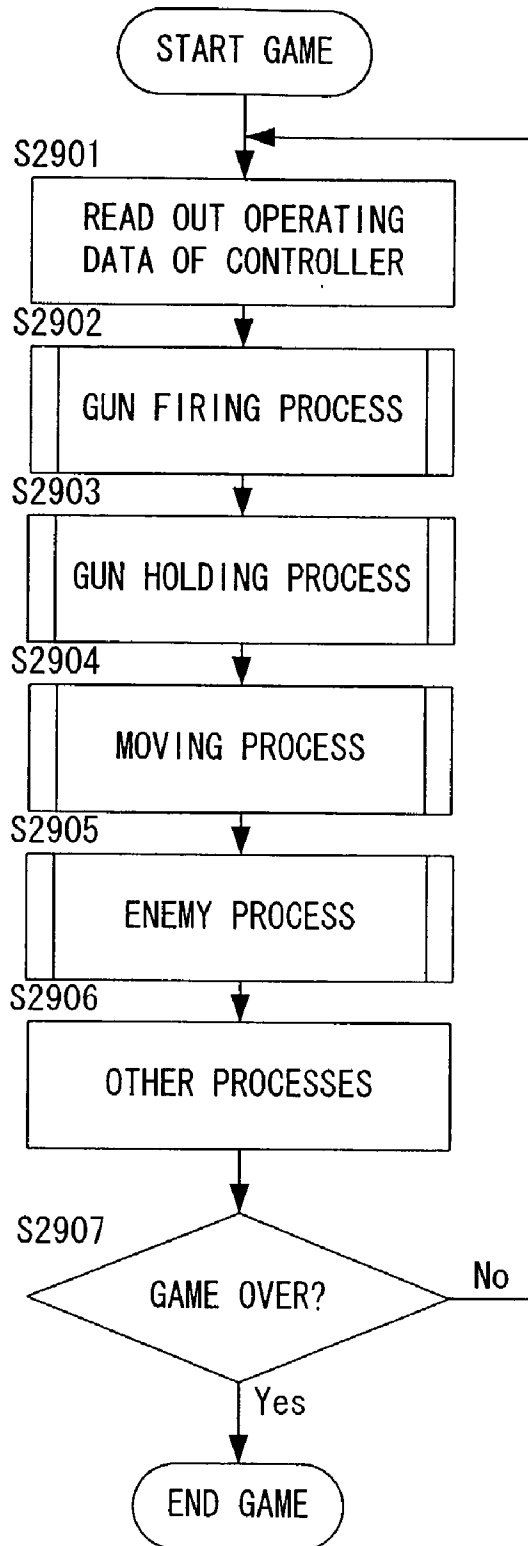 START GAME
S2901
READ OUT OPERATING
DATA OF CONTROLLER
S2902
GUN FIRING PROCESS
S2903
GUN HOLDING PROCESS
S2904
MOVING PROCESS
S2905
ENEMY PROCESS
S2906
OTHER PROCESSES
S2907
GAME OVER?
No
Yes
END GAME